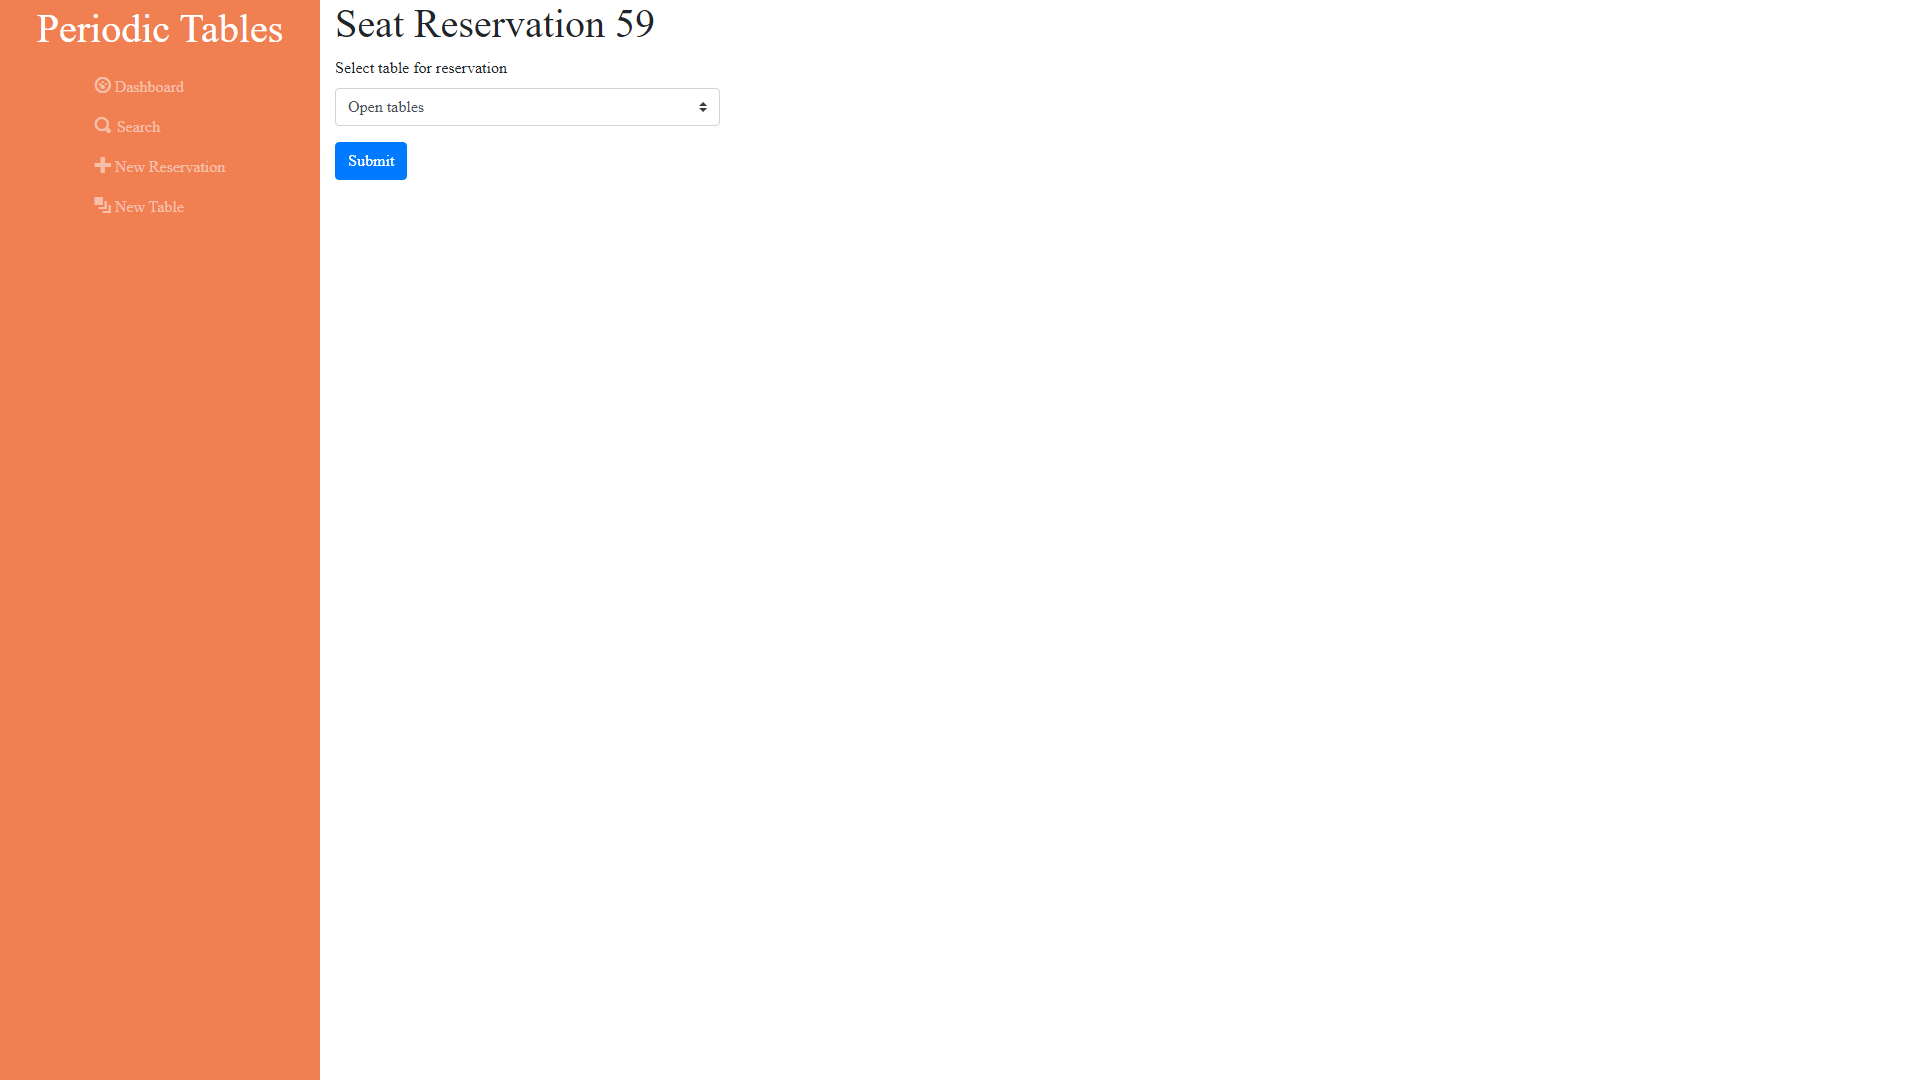 Periodic Tables
Dashboard
Search
New Reservation
New Table
Seat Reservation 59
Select table for reservation
Open tables
Submit